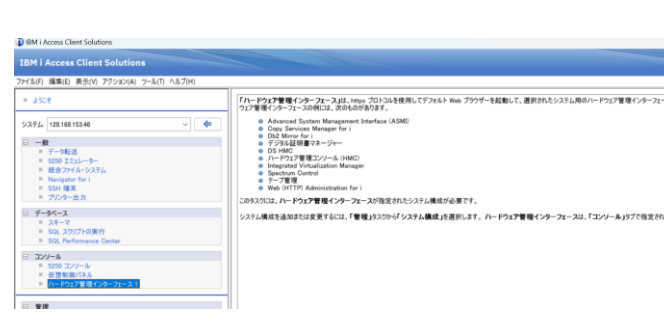 IBM i Access Client Solutions
IBM i Access Client Solutions
ファイル(F) 編集(E) 表示(V) アクション(A) ツール(T) ヘルプ(H)
ようこそ
システム: 128.168.153.46
一般
データ転送
5250 エミュレーター
統合ファイル・システム
Navigator for i
SSH 端末
プリンター出力
データベース
スキーマ
SQL スクリプトの実行
SQL Performance Center
コンソール
5250 コンソール
仮想制御パネル
ハードウェア管理インターフェース 1
管理
「ハードウェア管理インターフェース」は、https プロトコルを使用してデフォルト Web ブラウザーを起動して、選択されたシステム用のハードウェア管理インターフェー
ウェア管理インターフェースの例には、次のものがあります。
Advanced System Management Interface (ASMI)
Copy Services Manager for i
Db2 Mirror for i
デジタル証明書マネージャー
DS HMC
ハードウェア管理コンソール (HMC)
Integrated Virtualization Manager
Spectrum Control
テープ管理
Web (HTTP) Administration for i
このタスクには、ハードウェア管理インターフェースが指定されたシステム構成が必要です。
システム構成を追加または変更するには、「管理」タスクから「システム構成」を選択します。 ハードウェア管理インターフェースは、「コンソール」タブで指定され